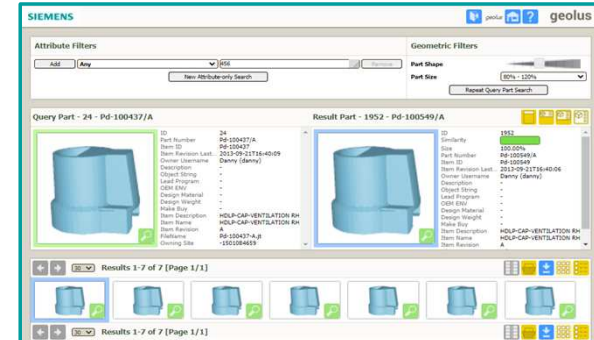 SIEMENS
geolus
geolus
Attribute Filters
Geometric Filters
Add
Any
456
Remove
New Attribute-only Search
Part Shape
Part Size
80% - 120%
Repeat Query Part Search
Query Part - 24 - Pd-100437/A
ID 24
Part Number Pd-100437/A
Item ID Pd-100437
Item Revision Last... 2013-09-21T16:40:09
Owner Username Danny (danny)
Description -
Object String -
Lead Program -
OEM ENV -
Design Material -
Design Weight -
Make Buy -
Item Description HDLP-CAP-VENTILATION RH
Item Name HDLP-CAP-VENTILATION RH
Item Revision A
FileName Pd-100437-A.jt
Owning Site -1501084659
Result Part - 1952 - Pd-100549/A
ID 1952
Similarity
Size 100.00%
Part Number Pd-100549/A
Item ID Pd-100549
Item Revision Last... 2013-09-21T16:40:06
Owner Username Danny (danny)
Description -
Object String -
Lead Program -
OEM ENV -
Design Material -
Design Weight -
Make Buy -
Item Description HDLP-CAP-VENTILATION RH
Item Name HDLP-CAP-VENTILATION RH
Item Revision A
30 Results 1-7 of 7 [Page 1/1]
30 Results 1-7 of 7 [Page 1/1]